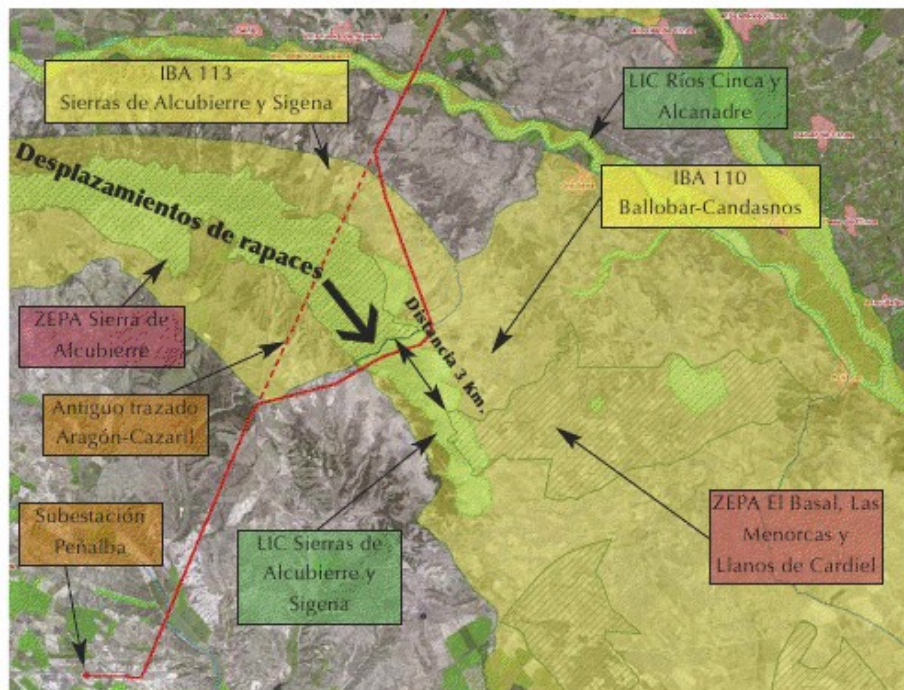 IBA 113
Sierras de Alcubierre y Sigena
LIC Ríos Cinca y
Alcanadre
Desplazamientos de rapaces
IBA 110
Ballobar-Candasnos
ZEPA Sierra de
Alcubierre
Distancia 3 Km.
Antiguo trazado
Aragón-Cazaril
Subestación
Peñalba
LIC Sierras de
Alcubierre y
Sigena
ZEPA El Basal, Las
Menorcas y
Llanos de Cardiel